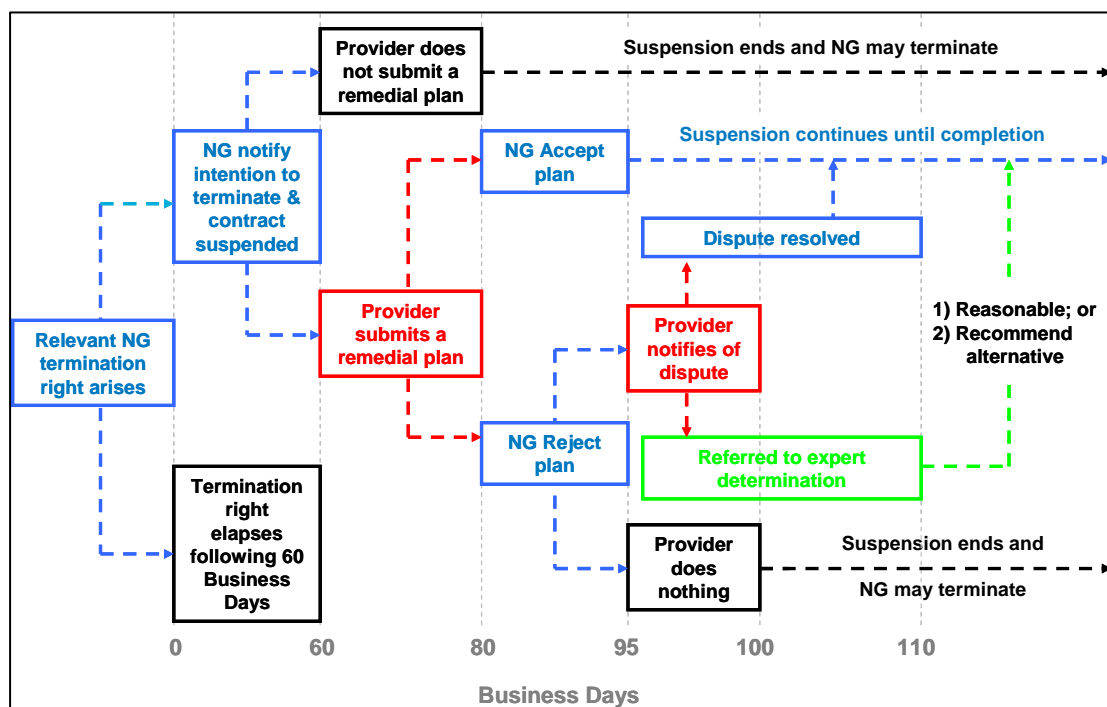 Provider does
not submit a
remedial plan
Suspension ends and NG may terminate
NG notify
intention to
terminate &
contract
suspended
NG Accept
plan
Suspension continues until completion
Dispute resolved
Relevant NG
termination
right arises
Provider
submits a
remedial plan
Provider
notifies of
dispute
1) Reasonable; or
2) Recommend
alternative
NG Reject
plan
Referred to expert
determination
Termination
right
elapses
following 60
Business
Days
Provider
does
nothing
Suspension ends and
NG may terminate
0
60
80
95
100
110
Business Days